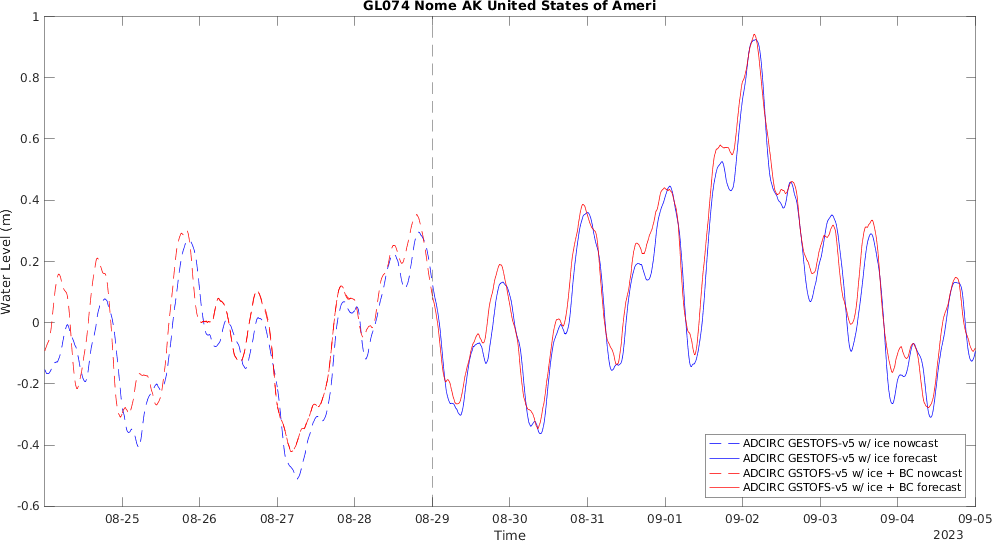 GL074 Nome AK United States of Ameri
Water Level (m)
1
0.8
0.6
0.4
0.2
0
-0.2
-0.4
-0.6
ADCIRC GESTOFS-v5 w/ ice nowcast
ADCIRC GESTOFS-v5 w/ ice forecast
ADCIRC GSTOFS-v5 w/ ice + BC nowcast
ADCIRC GSTOFS-v5 w/ ice + BC forecast
08-25 08-26 08-27 08-28 08-29 08-30 08-31 09-01 09-02 09-03 09-04 09-05
Time
2023